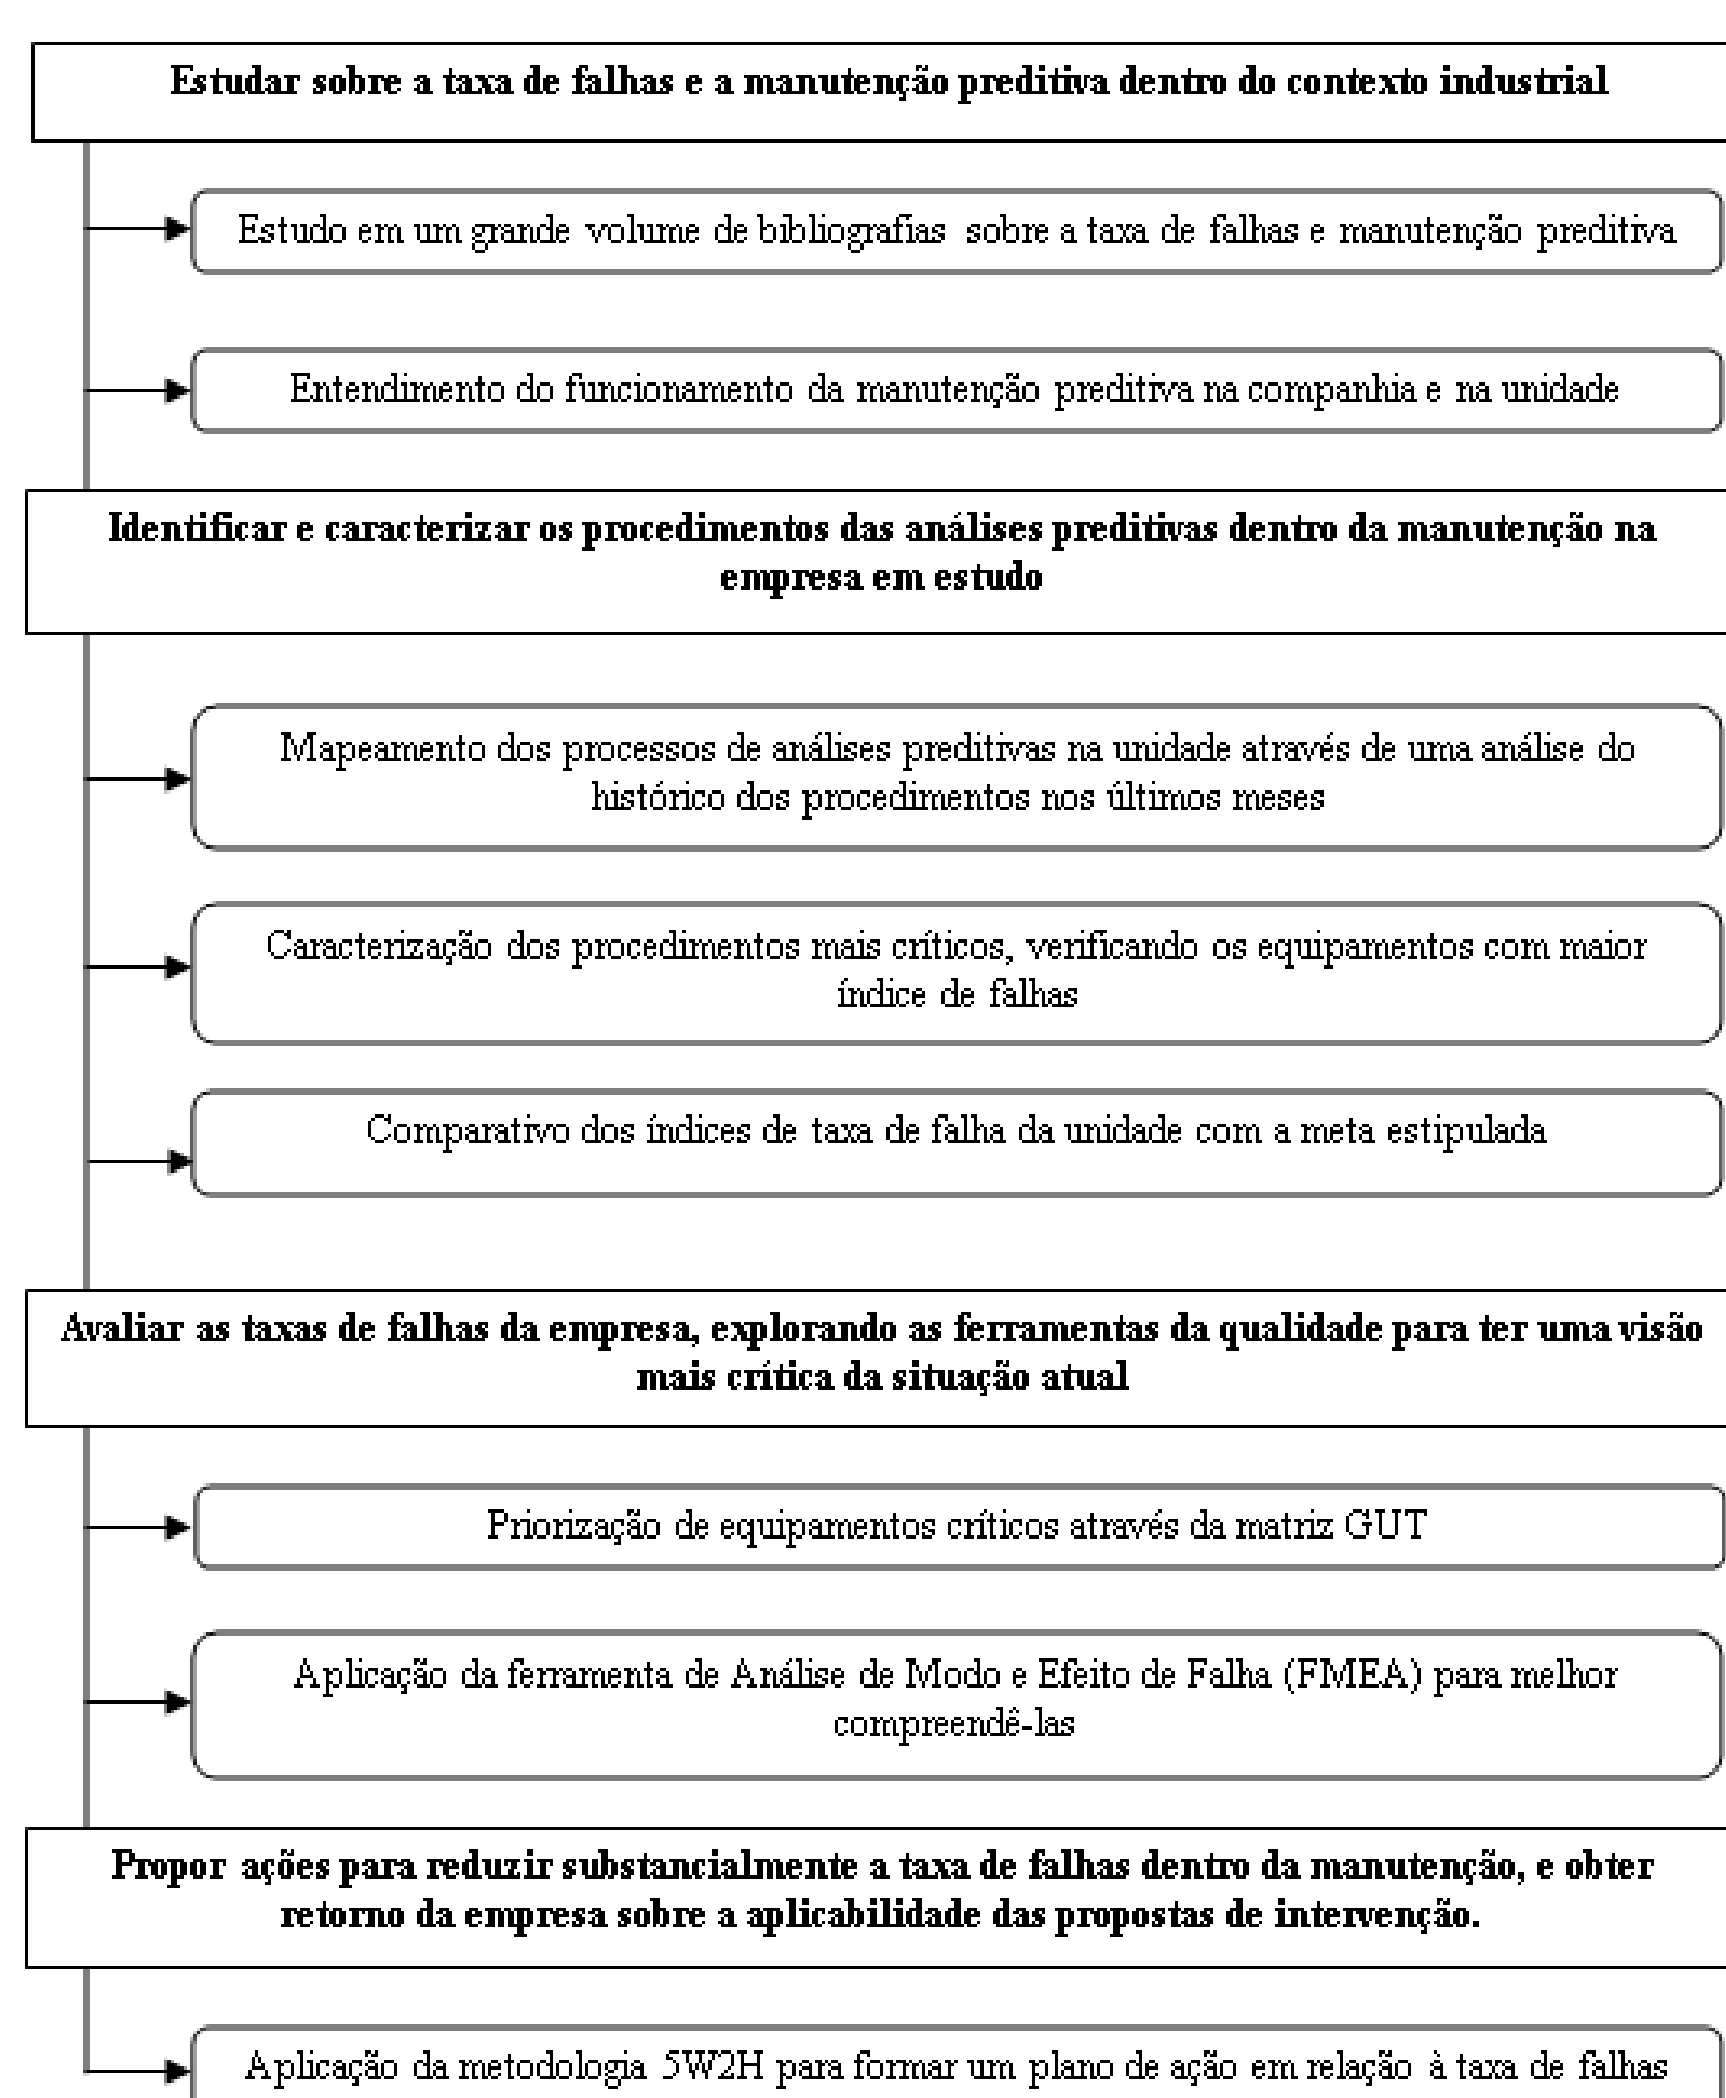 Estudar sobre a taxa de falhas e a manutenção preditiva dentro do contexto industrial
Estudo em um grande volume de bibliografias sobre a taxa de falhas e manutenção preditiva
Entendimento do funcionamento da manutenção preditiva na companhia e na unidade
Identificar e caracterizar os procedimentos das análises preditivas dentro da manutenção na
empresa em estudo
Mapeamento dos processos de análises preditivas na unidade através de uma análise do
histórico dos procedimentos nos últimos meses
Caracterização dos procedimentos mais críticos, verificando os equipamentos com maior
índice de falhas
Comparativo dos índices de taxa de falha da unidade com a meta estipulada
Avaliar as taxas de falhas da empresa, explorando as ferramentas da qualidade para ter uma visão
mais crítica da situação atual
Priorização de equipamentos críticos através da matriz GUT
Aplicação da ferramenta de Análise de Modo e Efeito de Falha (FMEA) para melhor
compreendê-las
Propor ações para reduzir substancialmente a taxa de falhas dentro da manutenção, e obter
retorno da empresa sobre a aplicabilidade das propostas de intervenção.
Aplicação da metodologia 5W2H para formar um plano de ação em relação à taxa de falhas